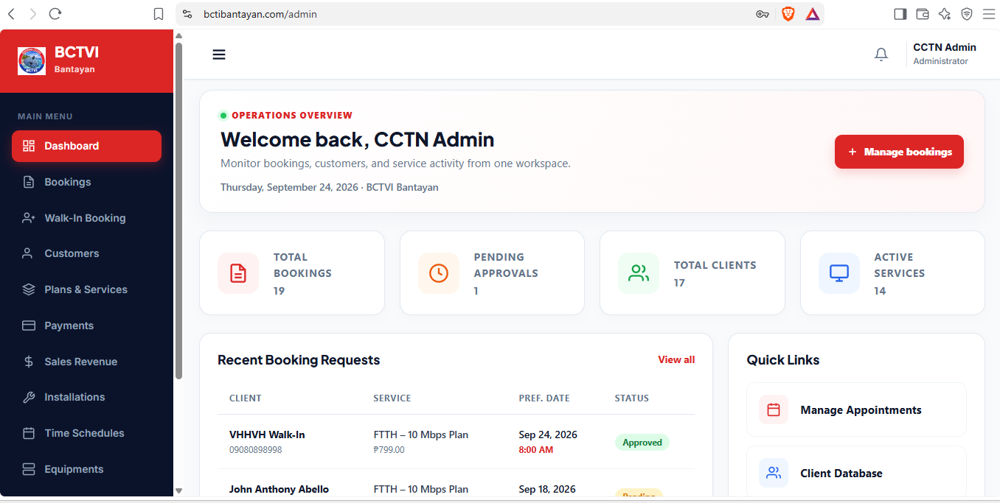 bctibantayan.com/admin
BCTVI
Bantayan
MAIN MENU
Dashboard
Bookings
Walk-In Booking
Customers
Plans & Services
Payments
Sales Revenue
Installations
Time Schedules
Equipments
CCTN Admin
Administrator
OPERATIONS OVERVIEW
Welcome back, CCTN Admin
Monitor bookings, customers, and service activity from one workspace.
Thursday, September 24, 2026 · BCTVI Bantayan
+ Manage bookings
TOTAL
BOOKINGS
19
PENDING
APPROVALS
1
TOTAL CLIENTS
17
ACTIVE
SERVICES
14
Recent Booking Requests
View all
CLIENT SERVICE PREF. DATE STATUS
VHHVH Walk-In FTTH – 10 Mbps Plan Sep 24, 2026 Approved
09080898998 ₱799.00 8:00 AM
John Anthony Abello FTTH – 10 Mbps Plan Sep 18, 2026 Pending
Quick Links
Manage Appointments
Client Database